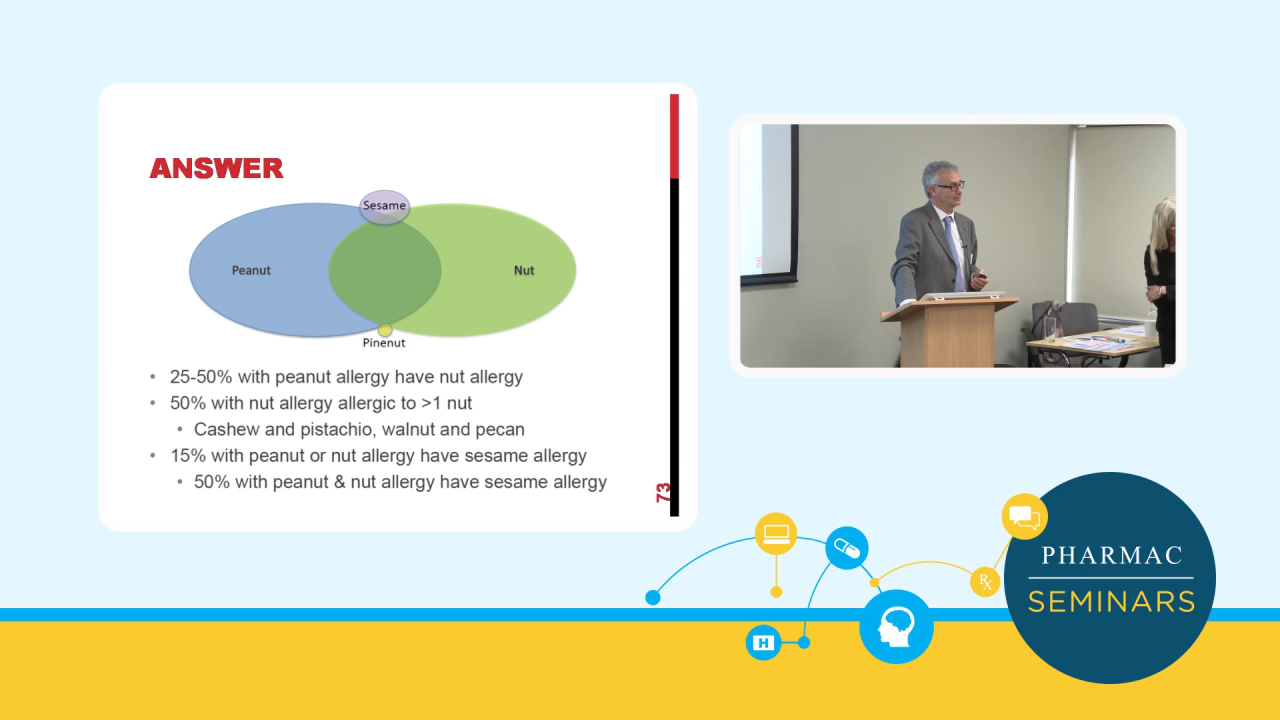 ANSWER
Sesame
Peanut
Nut
Pinenut
• 25-50% with peanut allergy have nut allergy
• 50% with nut allergy allergic to >1 nut
• Cashew and pistachio, walnut and pecan
• 15% with peanut or nut allergy have sesame allergy
• 50% with peanut & nut allergy have sesame allergy
73
PHARMAC
SEMINARS
Rx
H